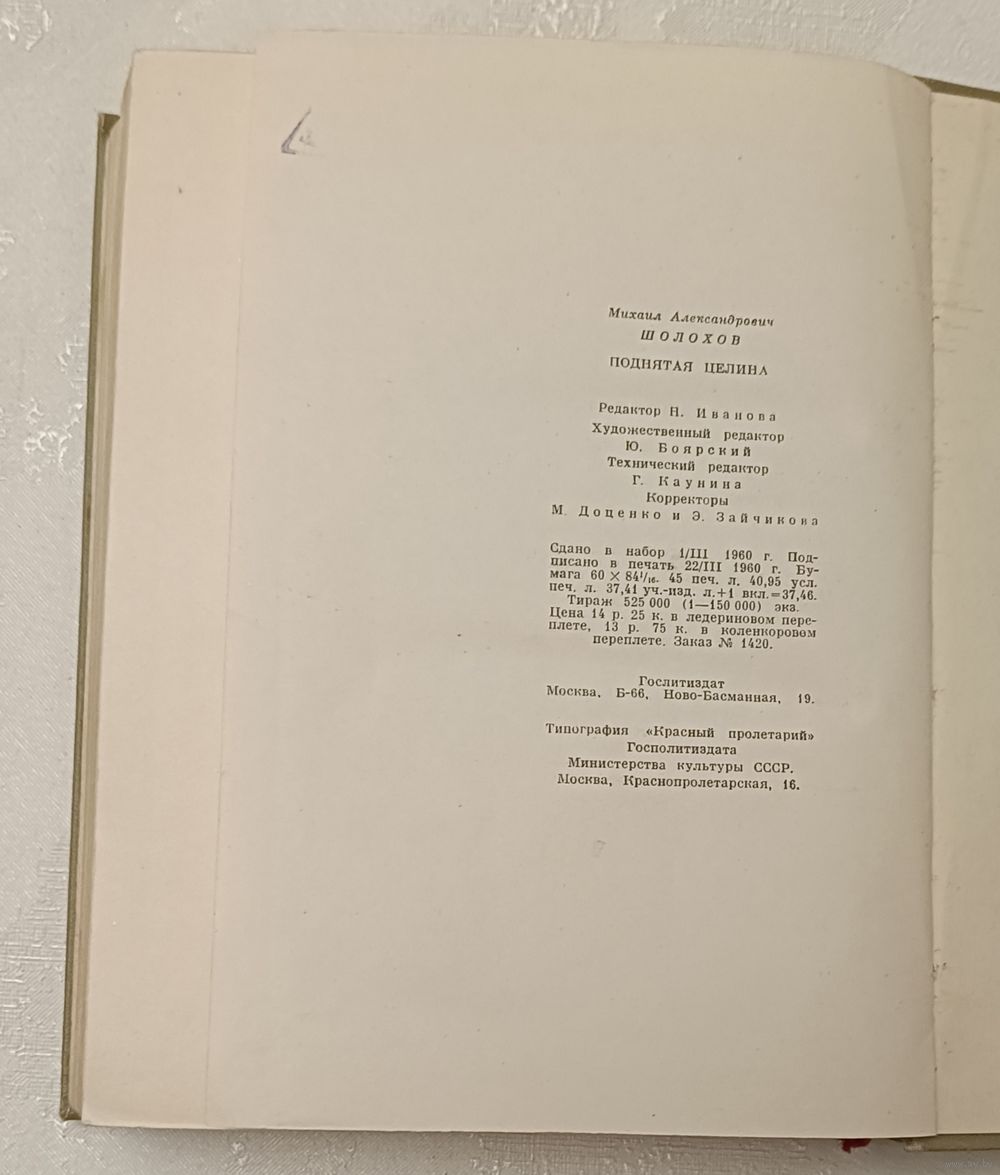 Михаил Александрович
ШОЛОХОВ
ПОДНЯТАЯ ЦЕЛИНА
Редактор Н. Иванова
Художественный редактор
Ю. Боярский
Технический редактор
Г. Каунина
Корректоры
М. Доценко и Э. Зайчикова
Сдано в набор 1/III 1960 г. Под-
писано в печать 22/III 1960 г. Бу-
мага 60 × 84¹/₁₆. 45 печ. л. 40,95 усл.
печ. л. 37,41 уч.-изд. л.+1 вкл.=37,46.
Тираж 525 000 (1—150 000) экз.
Цена 14 р. 25 к. в ледериновом пере-
плете, 13 р. 75 к. в коленкоровом
переплете. Заказ № 1420.
Гослитиздат
Москва, Б-66, Ново-Басманная, 19.
Типография «Красный пролетарий»
Госполитиздата
Министерства культуры СССР.
Москва, Краснопролетарская, 16.